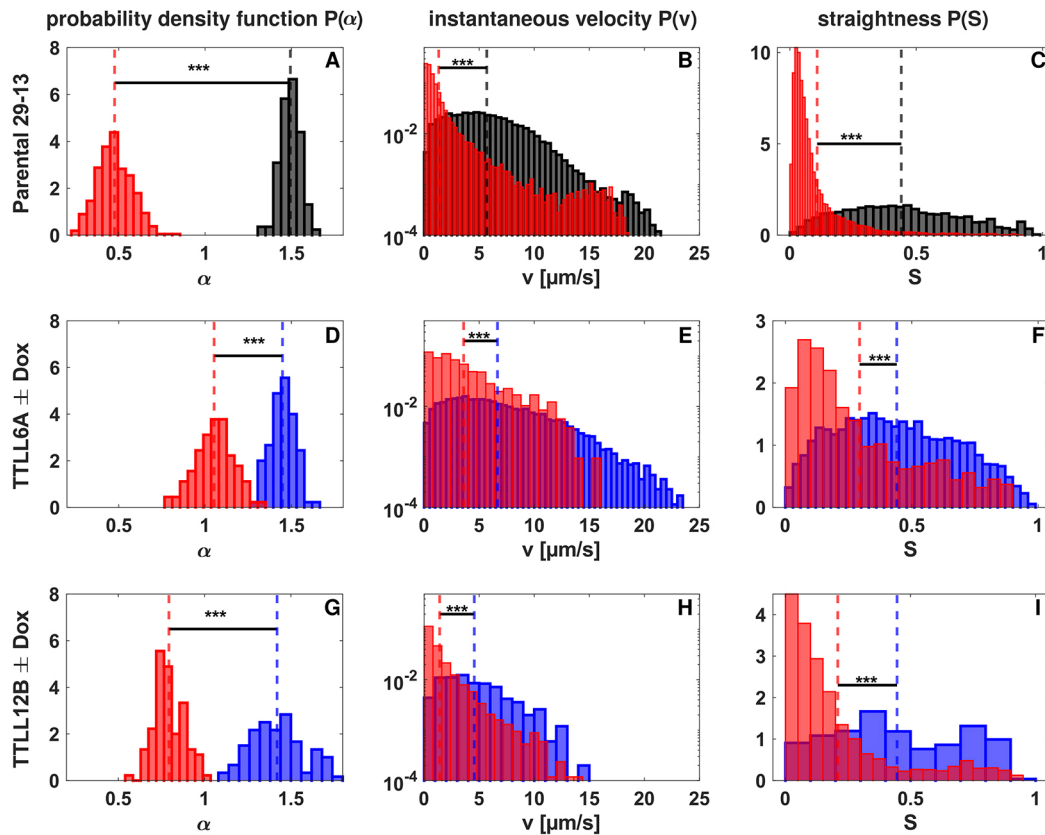 probability density function P(α) instantaneous velocity P(v) straightness P(S)
Parental 29-13
8
6
4
2
0
***
A
0.5 1 1.5
α
10⁻²
10⁻⁴
***
B
0 5 10 15 20 25
v [µm/s]
10
5
0
***
C
0 0.5 1
S
TTLL6A ± Dox
8
6
4
2
0
***
D
0.5 1 1.5
α
10⁻²
10⁻⁴
***
E
0 5 10 15 20 25
v [µm/s]
3
2
1
0
***
F
0 0.5 1
S
TTLL12B ± Dox
8
6
4
2
0
***
G
0.5 1 1.5
α
10⁻²
10⁻⁴
***
H
0 5 10 15 20 25
v [µm/s]
4
3
2
1
0
***
I
0 0.5 1
S